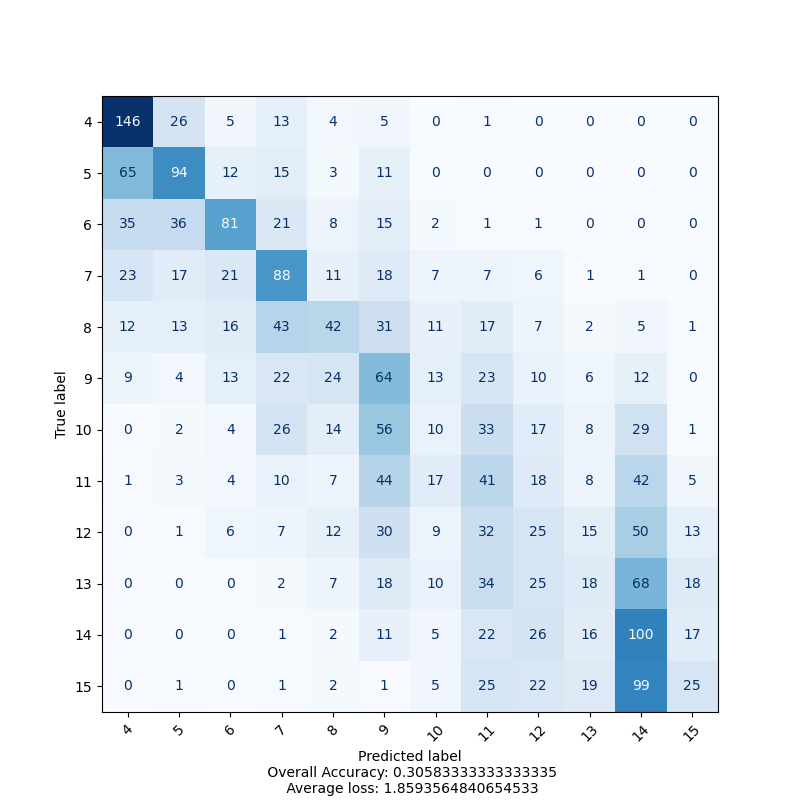 4 146 26 5 13 4 5 0 1 0 0 0 0
5 65 94 12 15 3 11 0 0 0 0 0 0
6 35 36 81 21 8 15 2 1 1 0 0 0
7 23 17 21 88 11 18 7 7 6 1 1 0
8 12 13 16 43 42 31 11 17 7 2 5 1
9 9 4 13 22 24 64 13 23 10 6 12 0
10 0 2 4 26 14 56 10 33 17 8 29 1
11 1 3 4 10 7 44 17 41 18 8 42 5
12 0 1 6 7 12 30 9 32 25 15 50 13
13 0 0 0 2 7 18 10 34 25 18 68 18
14 0 0 0 1 2 11 5 22 26 16 100 17
15 0 1 0 1 2 1 5 25 22 19 99 25
True label
4 5 6 7 8 9 10 11 12 13 14 15
Predicted label
Overall Accuracy: 0.30583333333333335
Average loss: 1.8593564840654533